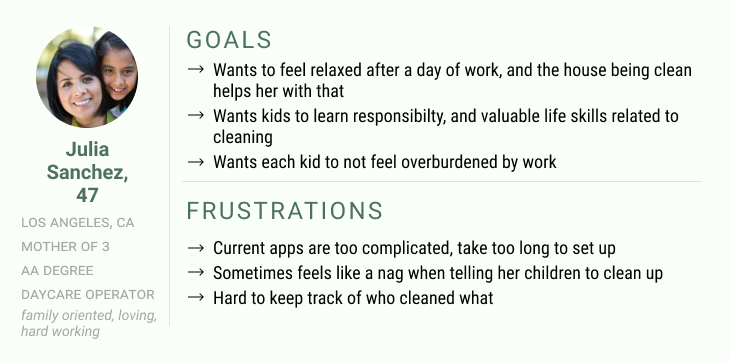 Julia
Sanchez,
47
LOS ANGELES, CA
MOTHER OF 3
AA DEGREE
DAYCARE OPERATOR
family oriented, loving,
hard working
GOALS
→ Wants to feel relaxed after a day of work, and the house being clean
helps her with that
→ Wants kids to learn responsibilty, and valuable life skills related to
cleaning
→ Wants each kid to not feel overburdened by work
FRUSTRATIONS
→ Current apps are too complicated, take too long to set up
→ Sometimes feels like a nag when telling her children to clean up
→ Hard to keep track of who cleaned what